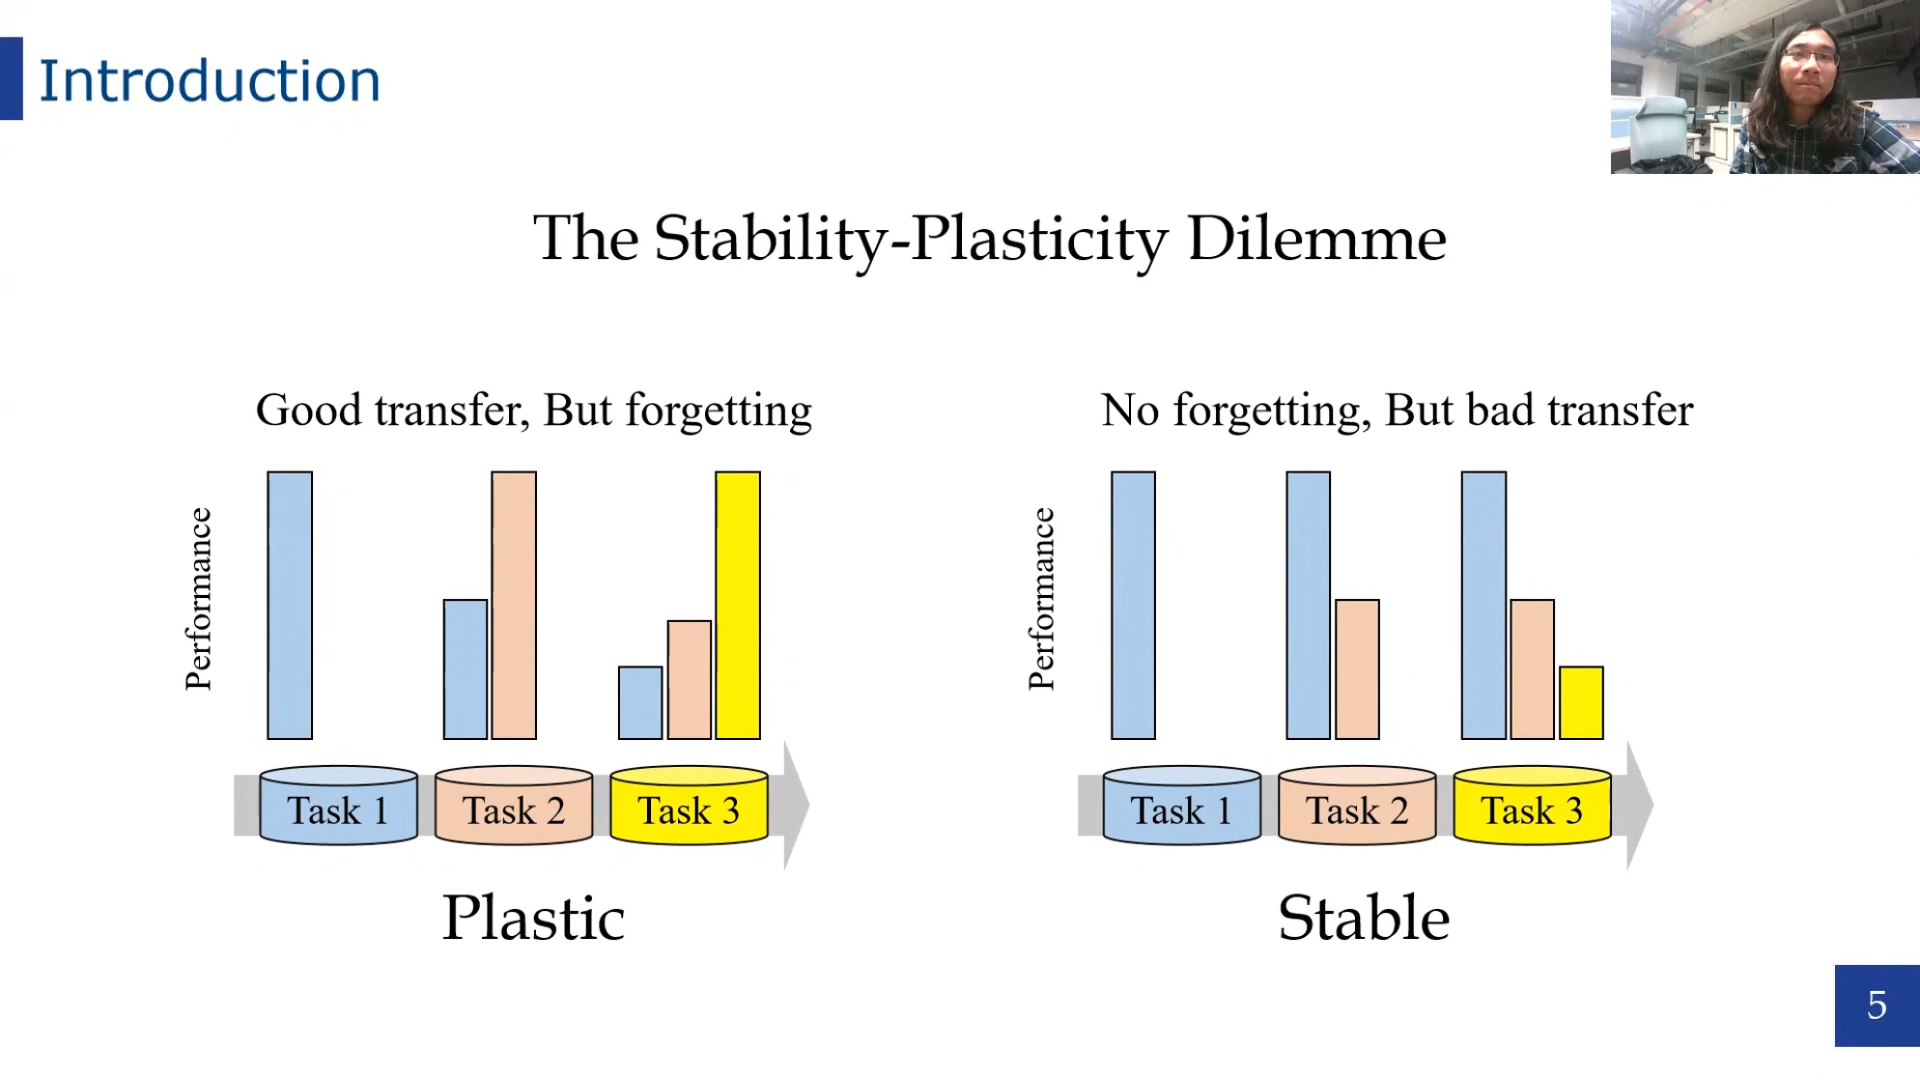 Introduction
The Stability-Plasticity Dilemme
Good transfer, But forgetting
No forgetting, But bad transfer
Performance
Performance
Task 1
Task 2
Task 3
Task 1
Task 2
Task 3
Plastic
Stable
5